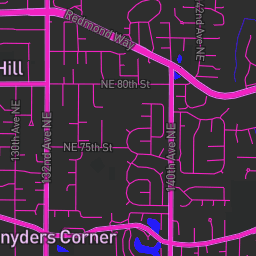 Redmond Way
42nd Ave NE
Hill
NE 80th St
130th Ave NE
132nd Ave NE
NE 75th St
140th Ave NE
nyders Corner